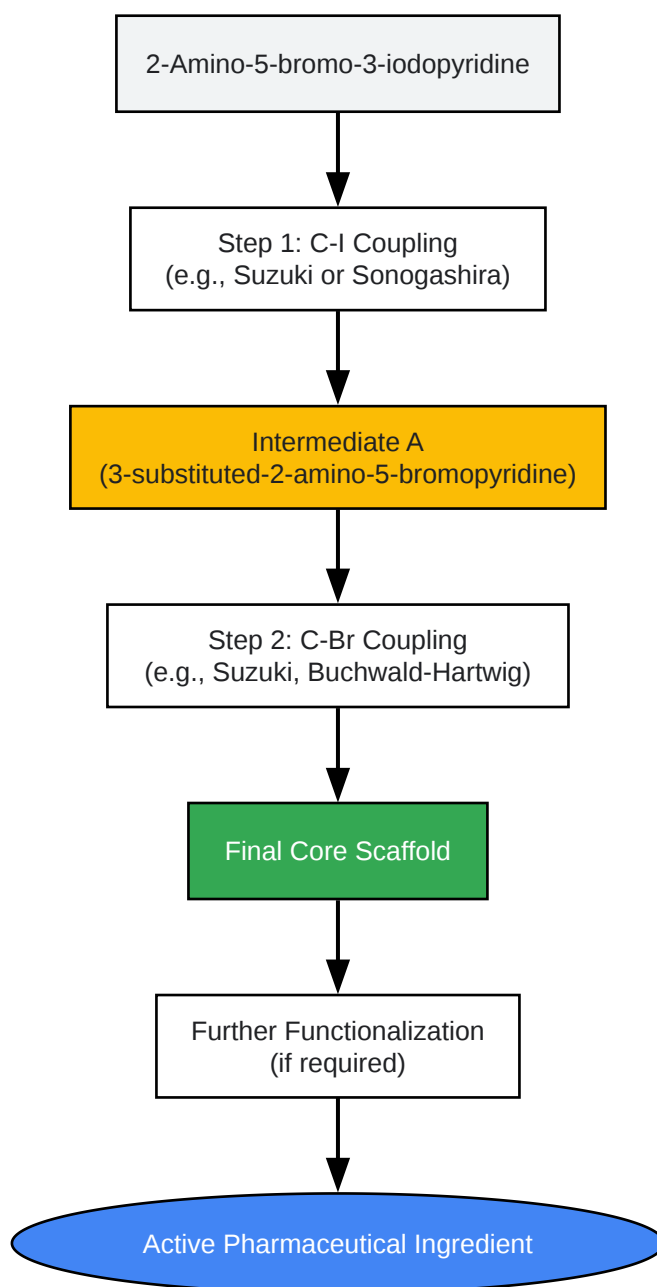 2-Amino-5-bromo-3-iodopyridine
Step 1: C-I Coupling
(e.g., Suzuki or Sonogashira)
Intermediate A
(3-substituted-2-amino-5-bromopyridine)
Step 2: C-Br Coupling
(e.g., Suzuki, Buchwald-Hartwig)
Final Core Scaffold
Further Functionalization
(if required)
Active Pharmaceutical Ingredient